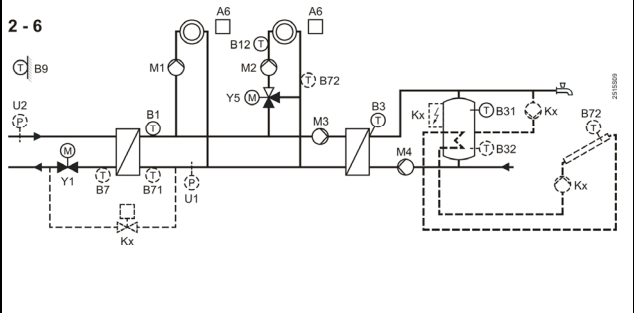 2 - 6
A6
A6
B12 T
T B9
M1
M2
T B72
Y5 M
2515S09
U2
P
B1
T
M3
B3
T
Kx
T B31
Kx
B72
T
M
Y1
T
B7
T
B71
P
U1
M4
T B32
Kx
Kx